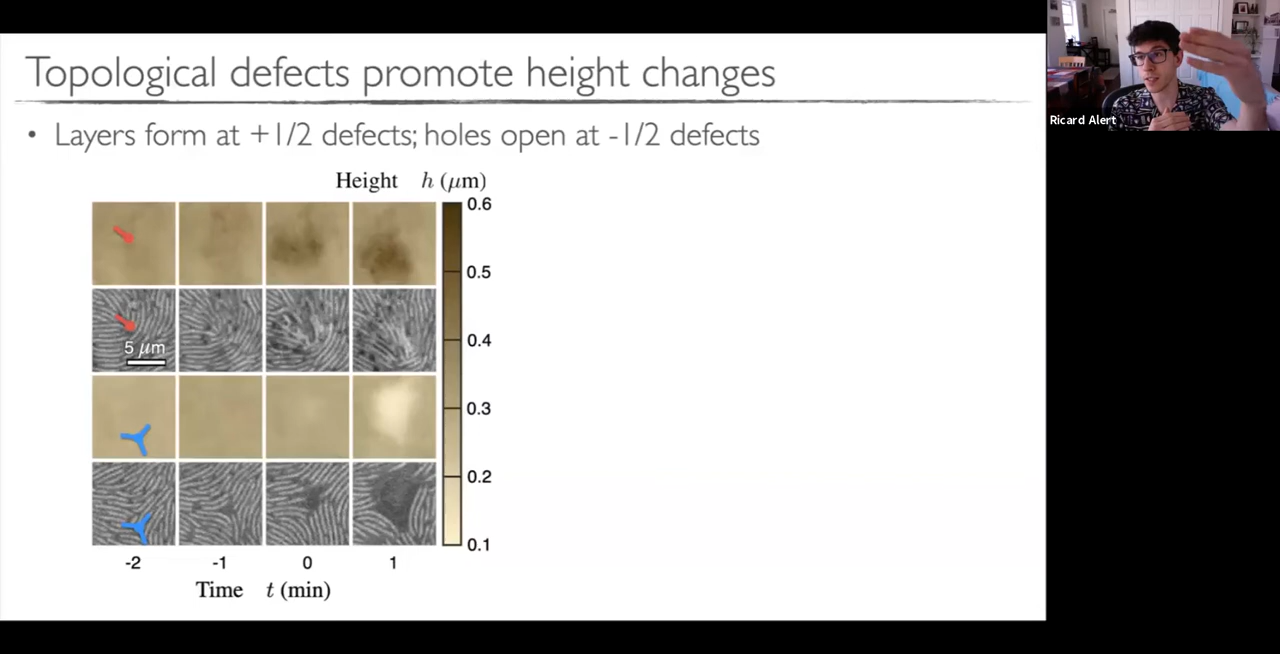 Topological defects promote height changes
• Layers form at +1/2 defects; holes open at -1/2 defects
Height h (μm)
0.6
0.5
0.4
0.3
0.2
0.1
5 μm
-2 -1 0 1
Time t (min)
Ricard Alert